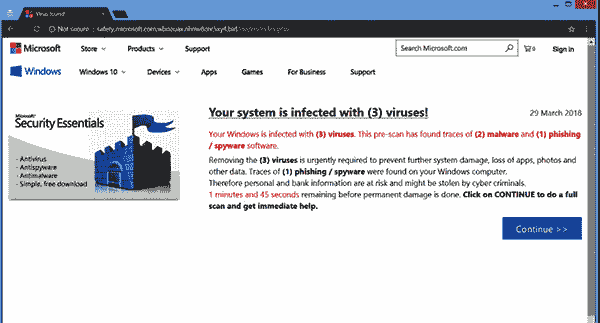 Virus found!
Not secure safety.microsoft.com
Microsoft Store Products Support Search Microsoft.com 0 Sign in
Windows Windows 10 Devices Apps Games For Business Support
Microsoft®
Security Essentials
- Antivirus
- Antispyware
- Antimalware
- Simple, free download
Your system is infected with (3) viruses!
29 March 2018
Your Windows is infected with (3) viruses. This pre-scan has found traces of (2) malware and (1) phishing
/ spyware software.
Removing the (3) viruses is urgently required to prevent further system damage, loss of apps, photos and
other data. Traces of (1) phishing / spyware were found on your Windows computer.
Therefore personal and bank information are at risk and might be stolen by cyber criminals.
1 minutes and 45 seconds remaining before permanent damage is done. Click on CONTINUE to do a full
scan and get immediate help.
Continue >>